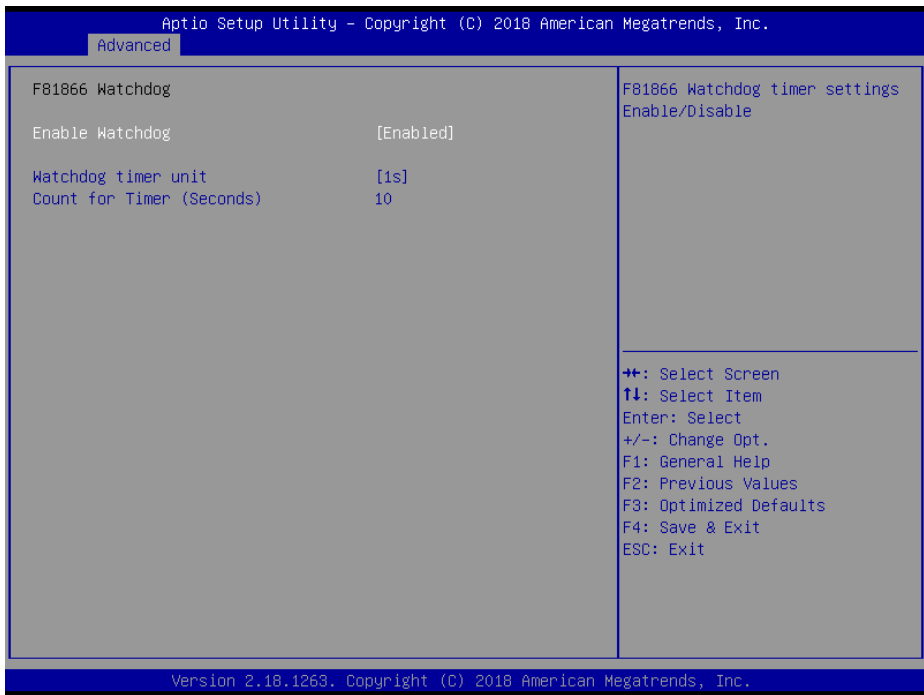 Aptio Setup Utility – Copyright (C) 2018 American Megatrends, Inc.
Advanced
F81866 Watchdog
Enable Watchdog [Enabled]
Watchdog timer unit [1s]
Count for Timer (Seconds) 10
F81866 Watchdog timer settings
Enable/Disable
→←: Select Screen
↑↓: Select Item
Enter: Select
+/-: Change Opt.
F1: General Help
F2: Previous Values
F3: Optimized Defaults
F4: Save & Exit
ESC: Exit
Version 2.18.1263. Copyright (C) 2018 American Megatrends, Inc.